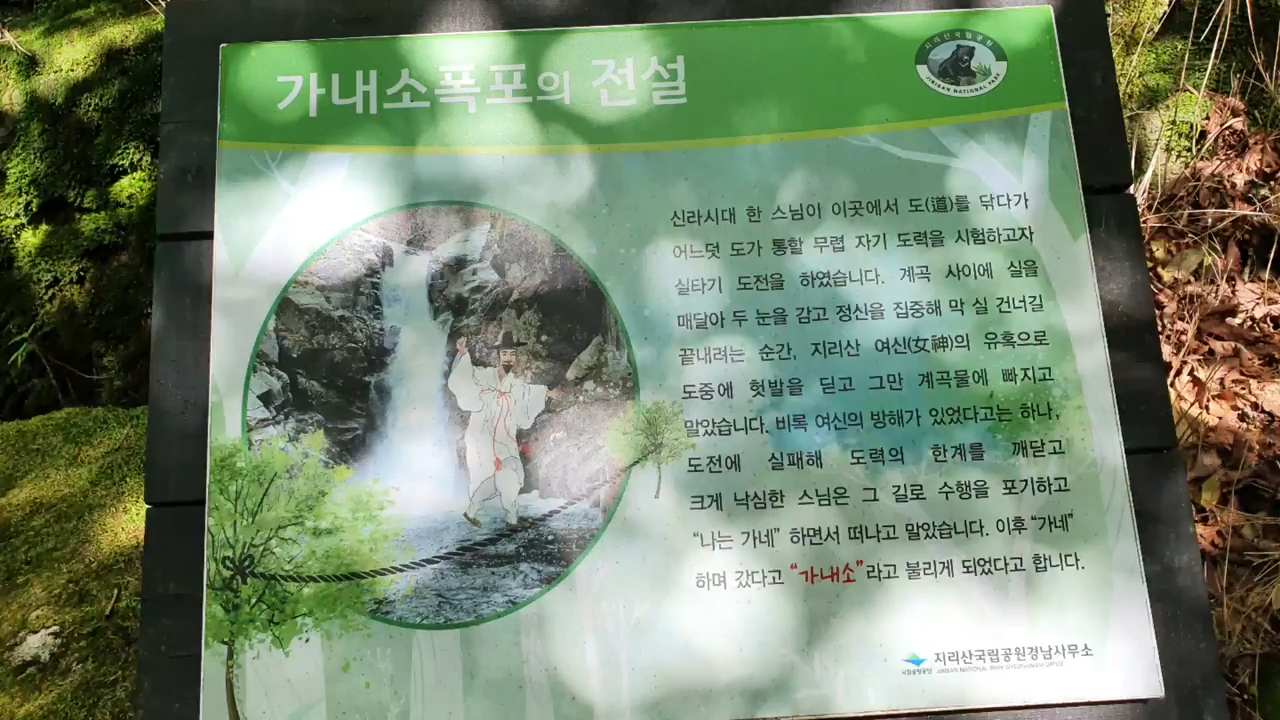 가내소폭포의 전설
지리산국립공원
JIRISAN NATIONAL PARK
신라시대 한 스님이 이곳에서 도(道)를 닦다가
어느덧 도가 통할 무렵 자기 도력을 시험하고자
실타기 도전을 하였습니다. 계곡 사이에 실을
매달아 두 눈을 감고 정신을 집중해 막 실 건너길
끝내려는 순간, 지리산 여신(女神)의 유혹으로
도중에 헛발을 딛고 그만 계곡물에 빠지고
말았습니다. 비록 여신의 방해가 있었다고는 하나,
도전에 실패해 도력의 한계를 깨닫고
크게 낙심한 스님은 그 길로 수행을 포기하고
“나는 가네” 하면서 떠나고 말았습니다. 이후 “가네”
하며 갔다고 “가내소”라고 불리게 되었다고 합니다.
국립공원공단 지리산국립공원경남사무소
JIRISAN NATIONAL PARK GYEONGNAM OFFICE